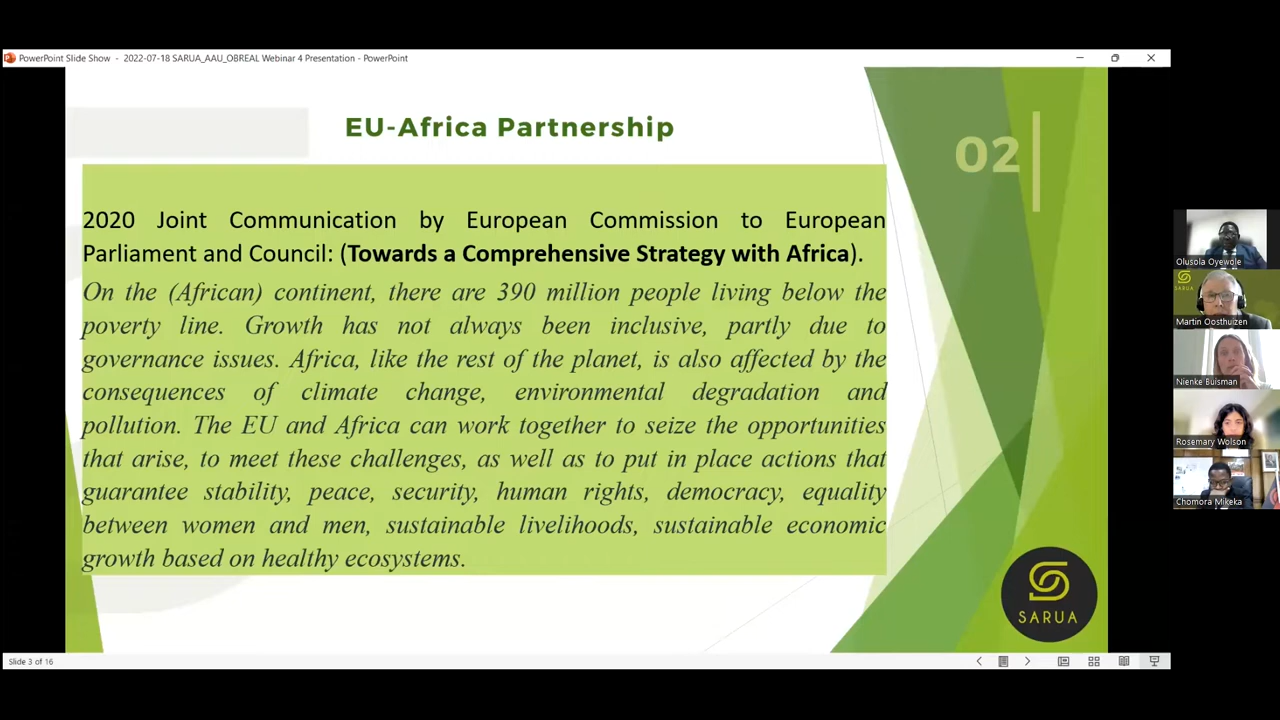 PowerPoint Slide Show - 2022-07-18 SARUA_AAU_OBREAL Webinar 4 Presentation - PowerPoint
EU-Africa Partnership
02
2020 Joint Communication by European Commission to European
Parliament and Council: (Towards a Comprehensive Strategy with Africa).
On the (African) continent, there are 390 million people living below the
poverty line. Growth has not always been inclusive, partly due to
governance issues. Africa, like the rest of the planet, is also affected by the
consequences of climate change, environmental degradation and
pollution. The EU and Africa can work together to seize the opportunities
that arise, to meet these challenges, as well as to put in place actions that
guarantee stability, peace, security, human rights, democracy, equality
between women and men, sustainable livelihoods, sustainable economic
growth based on healthy ecosystems.
SARUA
Slide 3 of 16
Olusola Oyewole
SARUA
Martin Oosthuizen
Nienke Buisman
Rosemary Wolson
Chomora Mikeka